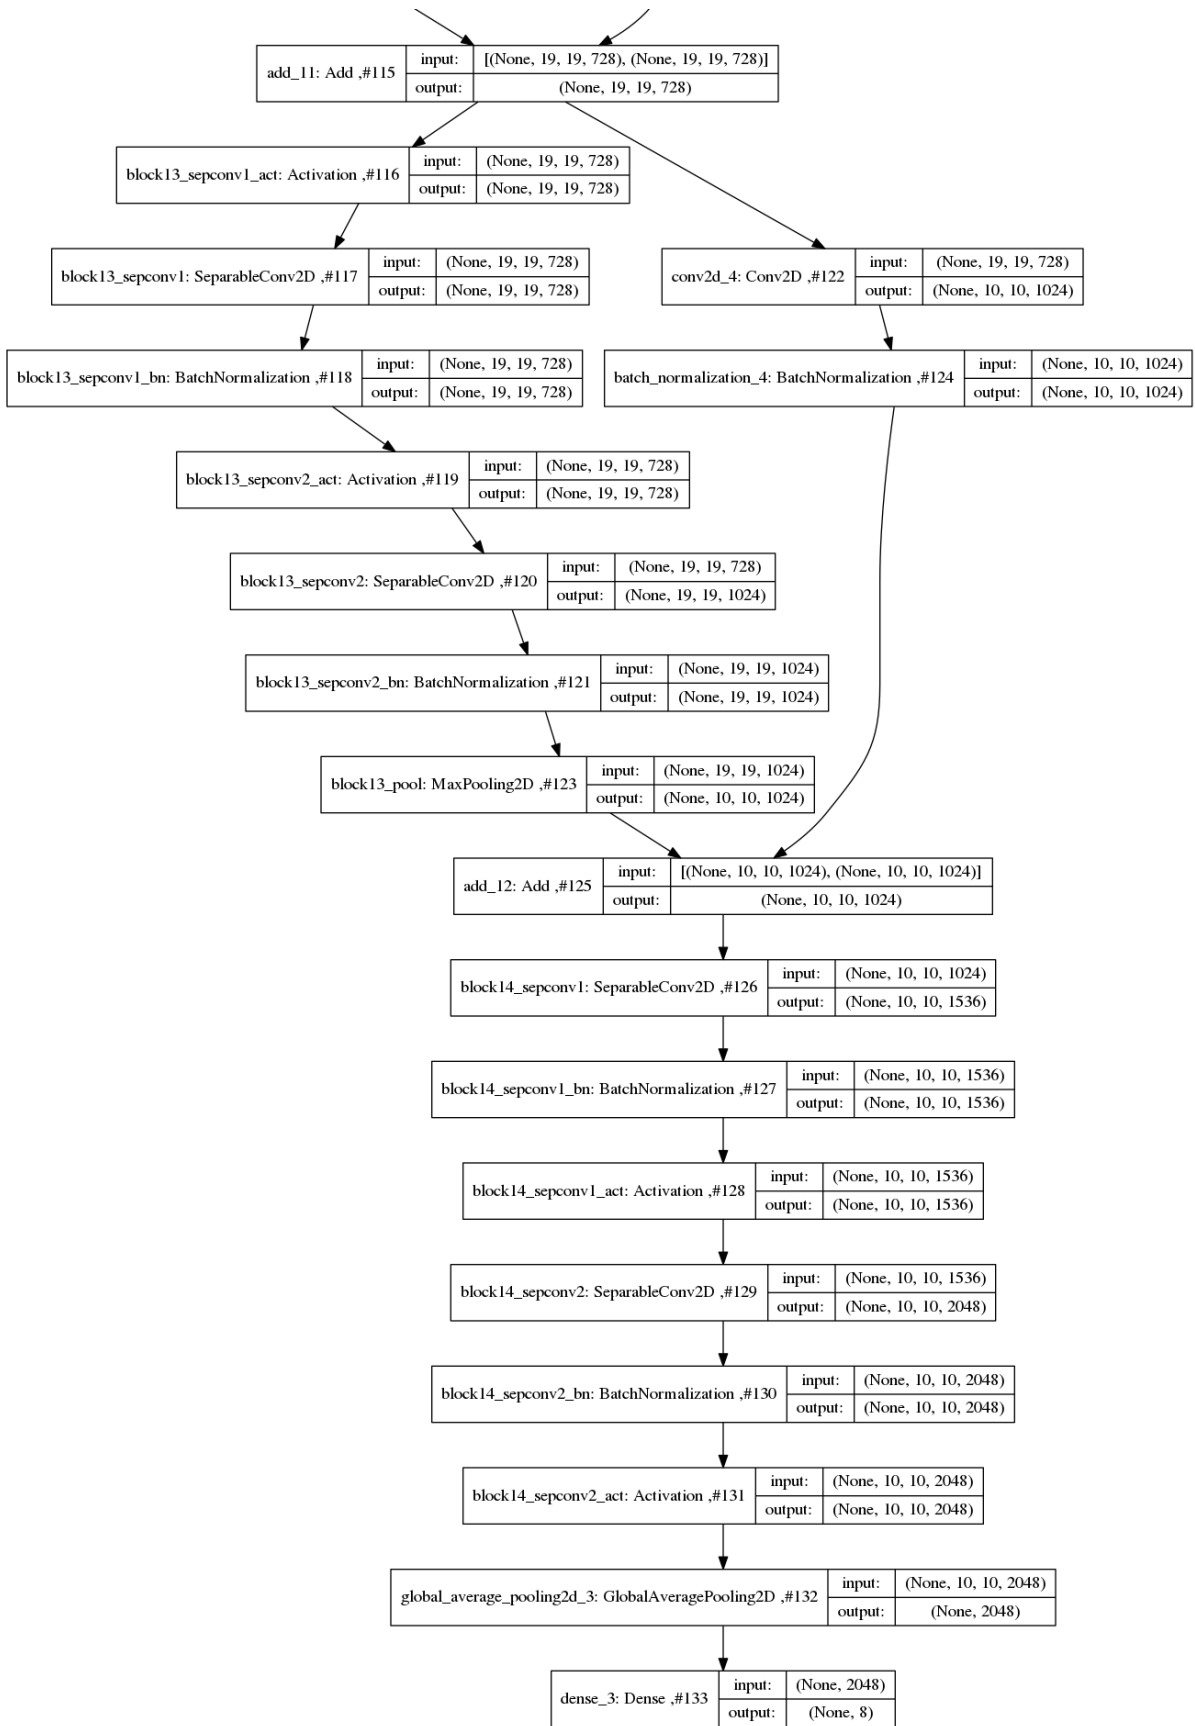 add_11: Add ,#115
input: [(None, 19, 19, 728), (None, 19, 19, 728)]
output: (None, 19, 19, 728)
block13_sepconv1_act: Activation ,#116
input: (None, 19, 19, 728)
output: (None, 19, 19, 728)
block13_sepconv1: SeparableConv2D ,#117
input: (None, 19, 19, 728)
output: (None, 19, 19, 728)
conv2d_4: Conv2D ,#122
input: (None, 19, 19, 728)
output: (None, 10, 10, 1024)
block13_sepconv1_bn: BatchNormalization ,#118
input: (None, 19, 19, 728)
output: (None, 19, 19, 728)
batch_normalization_4: BatchNormalization ,#124
input: (None, 10, 10, 1024)
output: (None, 10, 10, 1024)
block13_sepconv2_act: Activation ,#119
input: (None, 19, 19, 728)
output: (None, 19, 19, 728)
block13_sepconv2: SeparableConv2D ,#120
input: (None, 19, 19, 728)
output: (None, 19, 19, 1024)
block13_sepconv2_bn: BatchNormalization ,#121
input: (None, 19, 19, 1024)
output: (None, 19, 19, 1024)
block13_pool: MaxPooling2D ,#123
input: (None, 19, 19, 1024)
output: (None, 10, 10, 1024)
add_12: Add ,#125
input: [(None, 10, 10, 1024), (None, 10, 10, 1024)]
output: (None, 10, 10, 1024)
block14_sepconv1: SeparableConv2D ,#126
input: (None, 10, 10, 1024)
output: (None, 10, 10, 1536)
block14_sepconv1_bn: BatchNormalization ,#127
input: (None, 10, 10, 1536)
output: (None, 10, 10, 1536)
block14_sepconv1_act: Activation ,#128
input: (None, 10, 10, 1536)
output: (None, 10, 10, 1536)
block14_sepconv2: SeparableConv2D ,#129
input: (None, 10, 10, 1536)
output: (None, 10, 10, 2048)
block14_sepconv2_bn: BatchNormalization ,#130
input: (None, 10, 10, 2048)
output: (None, 10, 10, 2048)
block14_sepconv2_act: Activation ,#131
input: (None, 10, 10, 2048)
output: (None, 10, 10, 2048)
global_average_pooling2d_3: GlobalAveragePooling2D ,#132
input: (None, 10, 10, 2048)
output: (None, 2048)
dense_3: Dense ,#133
input: (None, 2048)
output: (None, 8)